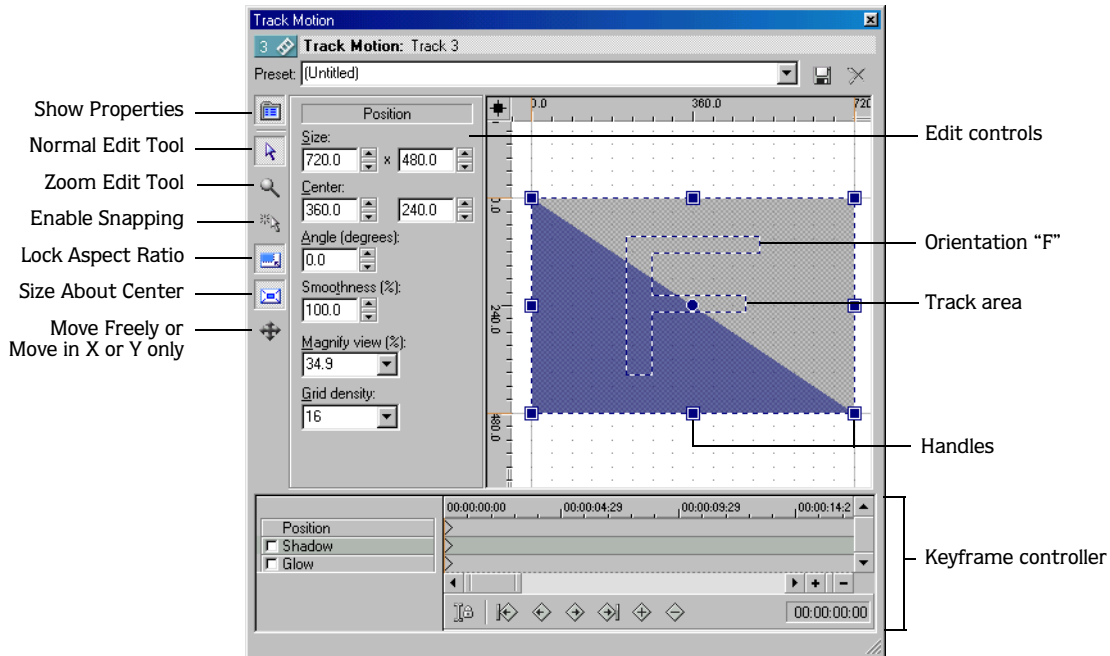 Track Motion
3 Track Motion: Track 3
Preset: (Untitled)
Show Properties
Normal Edit Tool
Zoom Edit Tool
Enable Snapping
Lock Aspect Ratio
Size About Center
Move Freely or
Move in X or Y only
Position
Size:
720.0 x 480.0
Center:
360.0 240.0
Angle (degrees):
0.0
Smoothness (%):
100.0
Magnify view (%):
34.9
Grid density:
16
0.0 360.0 720
0.0
240.0
480.0
Edit controls
Orientation “F”
Track area
Handles
Keyframe controller
00:00:00:00 00:00:04:29 00:00:09:29 00:00:14:2
Position
Shadow
Glow
00:00:00:00